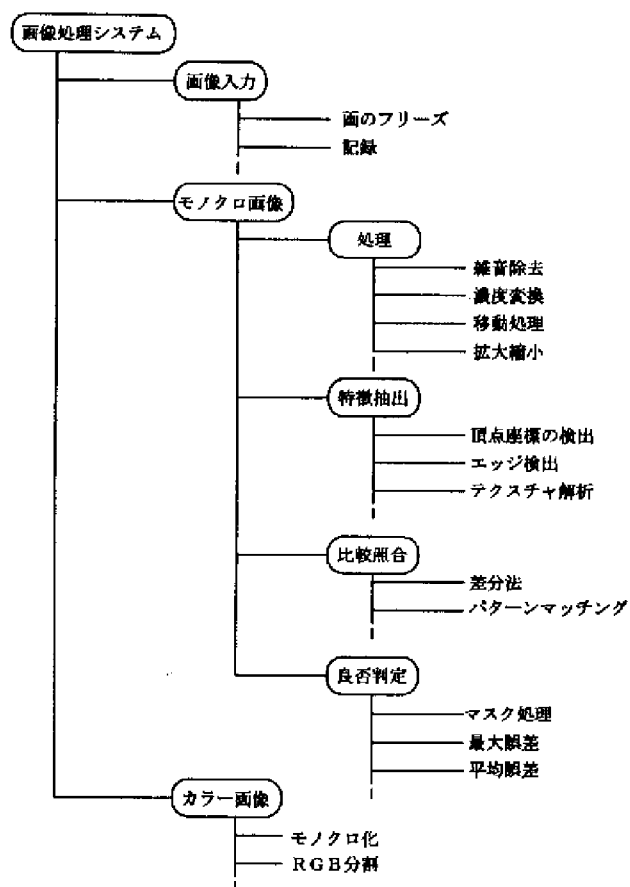 画像処理システム
画像入力
画のフリーズ
記録
モノクロ画像
処理
雑音除去
濃度変換
移動処理
拡大縮小
特徴抽出
頂点座標の検出
エッジ検出
テクスチャ解析
比較照合
差分法
パターンマッチング
良否判定
マスク処理
最大誤差
平均誤差
カラー画像
モノクロ化
RGB分割